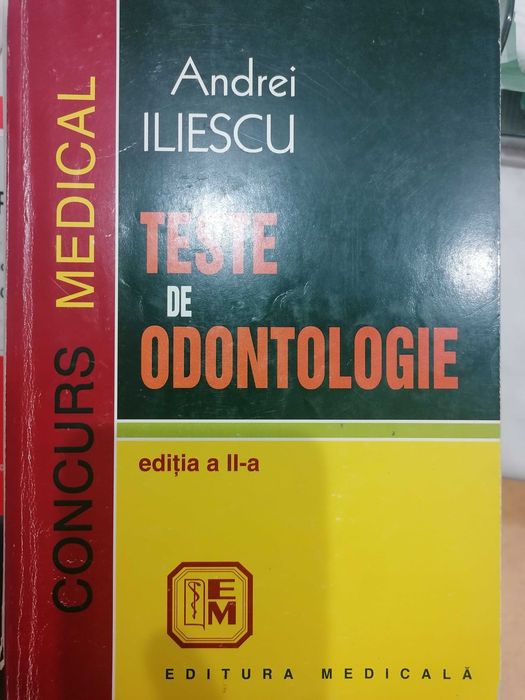 CONCURS MEDICAL
Andrei
ILIESCU
TESTE
DE
ODONTOLOGIE
ediția a II-a
EM
EDITURA MEDICALĂ